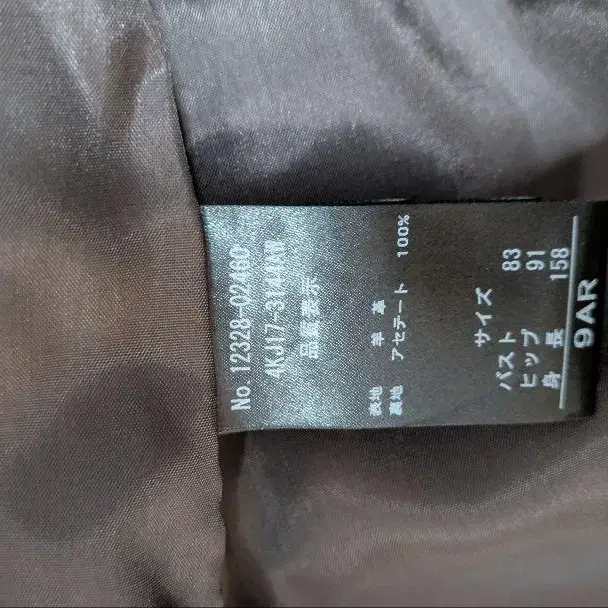 No. 12328-02460
品質表示
表地 羊 革
裏地 アセテート 100%
サイズ
バスト 83
ヒップ 91
身長 158
9AR